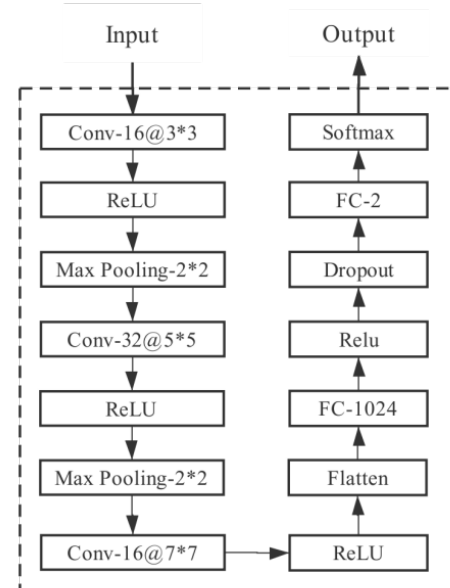 Input
Conv-16@3*3
ReLU
Max Pooling-2*2
Conv-32@5*5
ReLU
Max Pooling-2*2
Conv-16@7*7
ReLU
Flatten
FC-1024
Relu
Dropout
FC-2
Softmax
Output